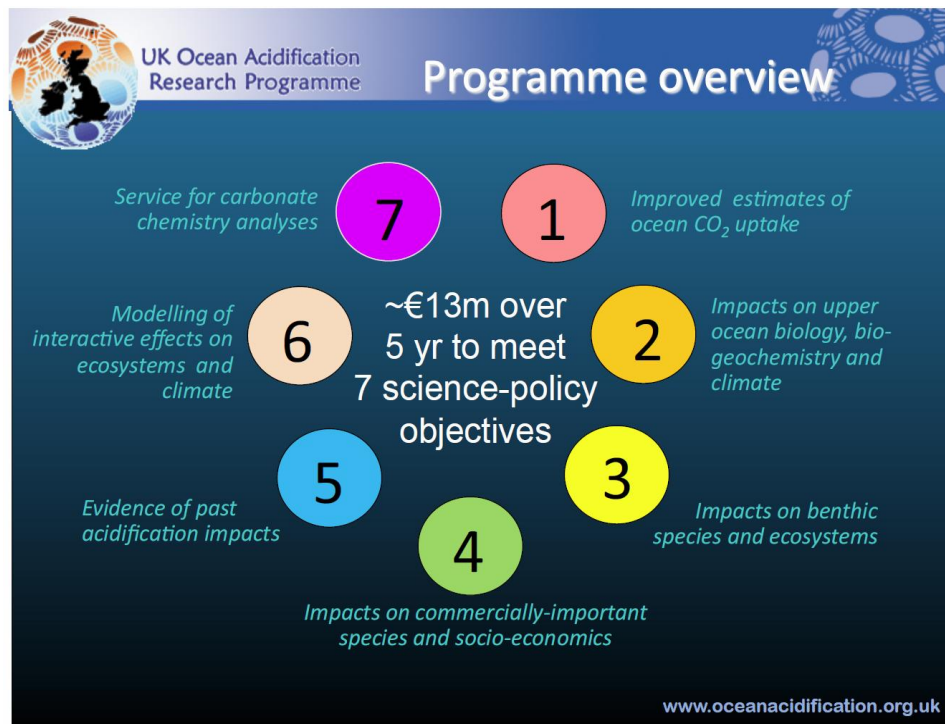 UK Ocean Acidification
Research Programme
Programme overview
7
Service for carbonate
chemistry analyses
1
Improved estimates of
ocean CO₂ uptake
6
Modelling of
interactive effects on
ecosystems and
climate
~€13m over
5 yr to meet
7 science-policy
objectives
2
Impacts on upper
ocean biology, bio-
geochemistry and
climate
5
Evidence of past
acidification impacts
3
Impacts on benthic
species and ecosystems
4
Impacts on commercially-important
species and socio-economics
www.oceanacidification.org.uk